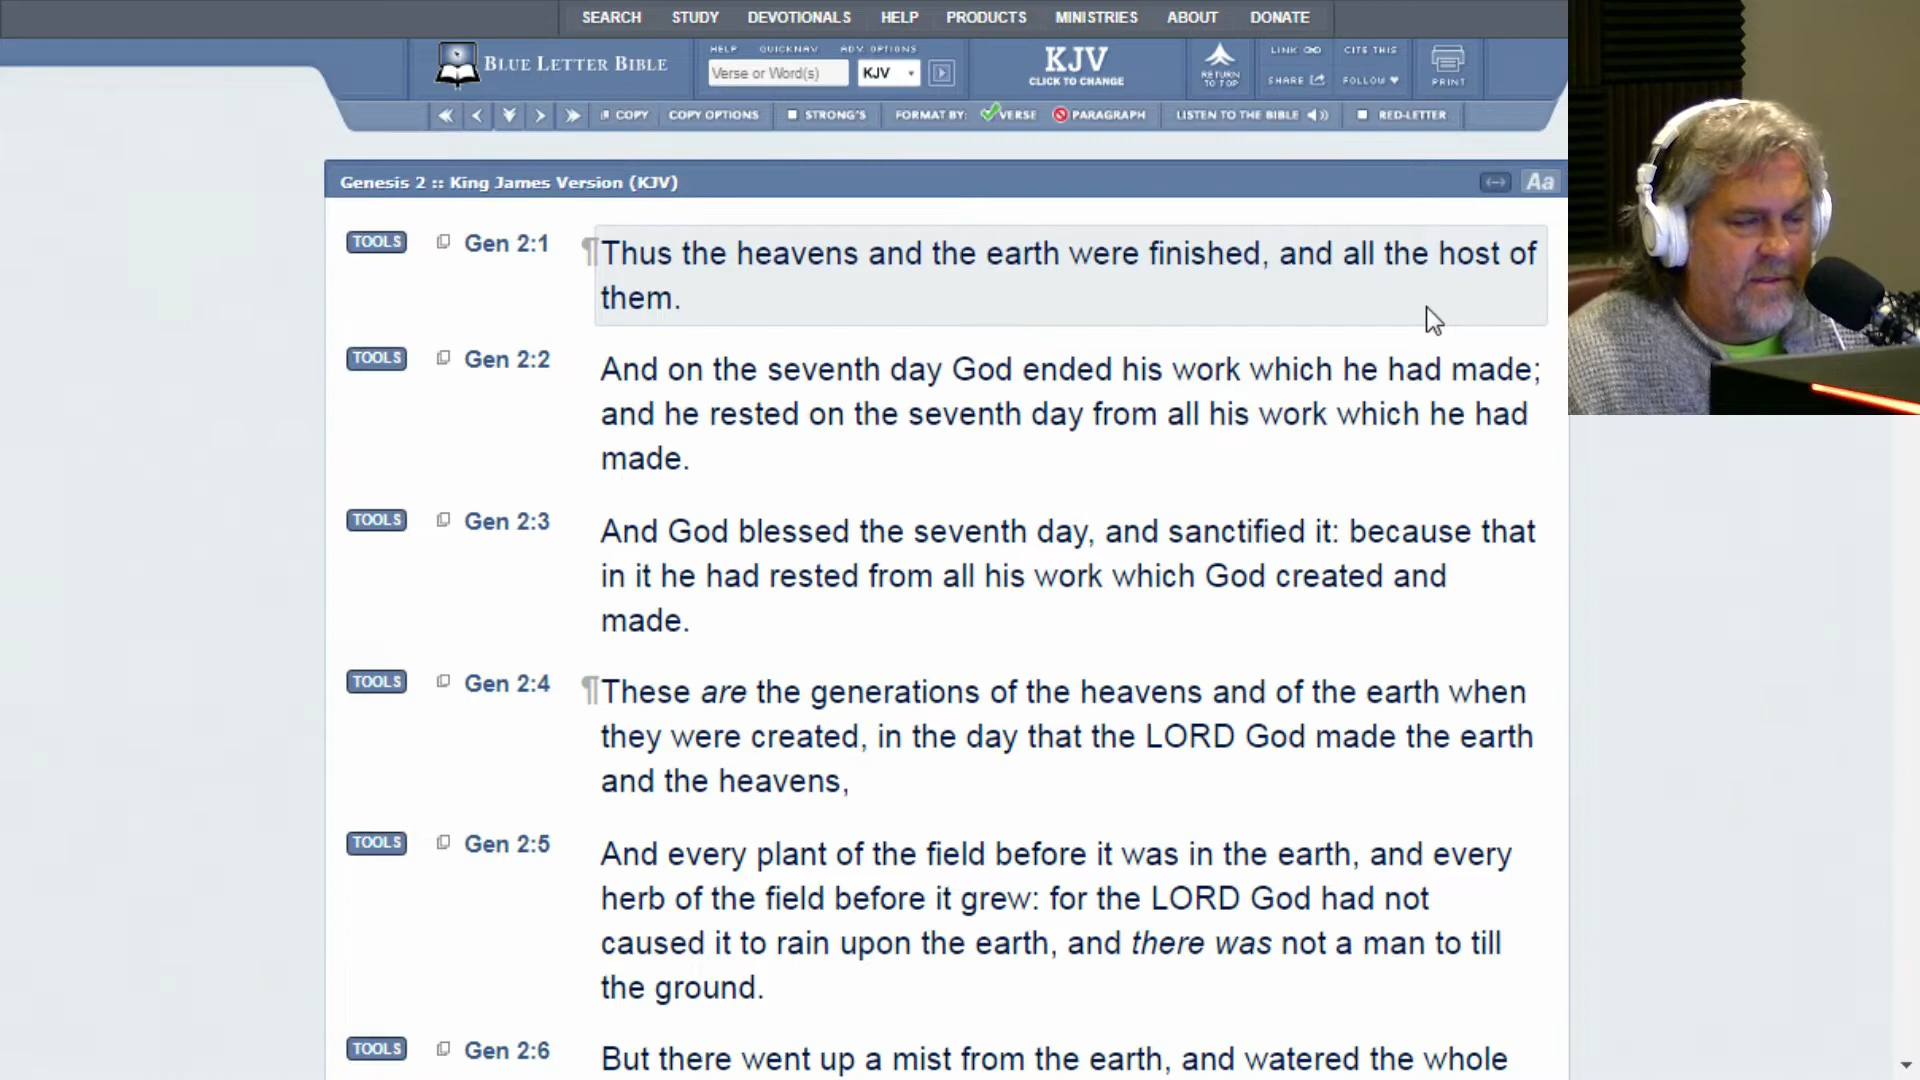 SEARCH STUDY DEVOTIONALS HELP PRODUCTS MINISTRIES ABOUT DONATE
BLUE LETTER BIBLE
HELP QUICKNAV ADV. OPTIONS
Verse or Word(s) KJV
KJV
CLICK TO CHANGE
RETURN
TO TOP
LINK CITE THIS
SHARE FOLLOW
PRINT
COPY COPY OPTIONS STRONG'S FORMAT BY: VERSE PARAGRAPH LISTEN TO THE BIBLE RED-LETTER
Genesis 2 :: King James Version (KJV) Aa
TOOLS Gen 2:1 ¶Thus the heavens and the earth were finished, and all the host of
them.
TOOLS Gen 2:2 And on the seventh day God ended his work which he had made;
and he rested on the seventh day from all his work which he had
made.
TOOLS Gen 2:3 And God blessed the seventh day, and sanctified it: because that
in it he had rested from all his work which God created and
made.
TOOLS Gen 2:4 ¶These are the generations of the heavens and of the earth when
they were created, in the day that the LORD God made the earth
and the heavens,
TOOLS Gen 2:5 And every plant of the field before it was in the earth, and every
herb of the field before it grew: for the LORD God had not
caused it to rain upon the earth, and there was not a man to till
the ground.
TOOLS Gen 2:6 But there went up a mist from the earth, and watered the whole